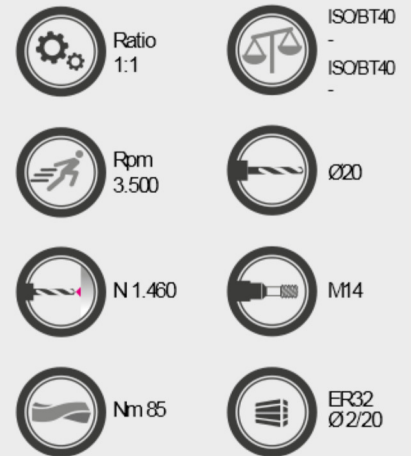 Ratio
1:1
ISO/BT40
-
ISO/BT40
-
Rpm
3.500
Ø20
N 1.460
M14
Nm 85
ER32
Ø 2/20